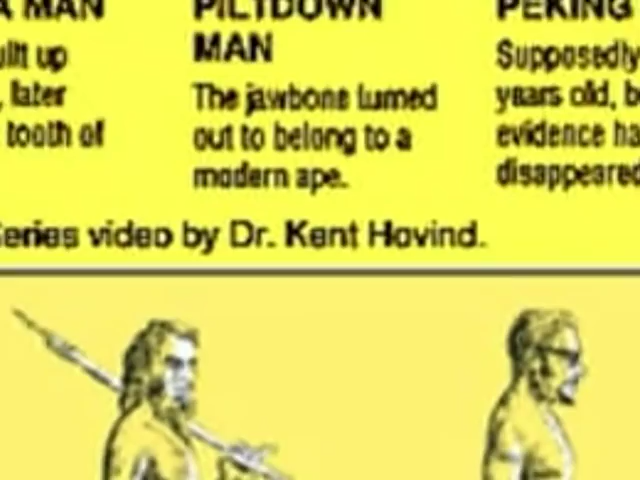 A MAN PILTDOWN PEKING
uilt up MAN Supposedly
, later The jawbone turned years old, b
tooth of out to belong to a evidence ha
modern ape. disappeared
Series video by Dr. Kent Hovind.